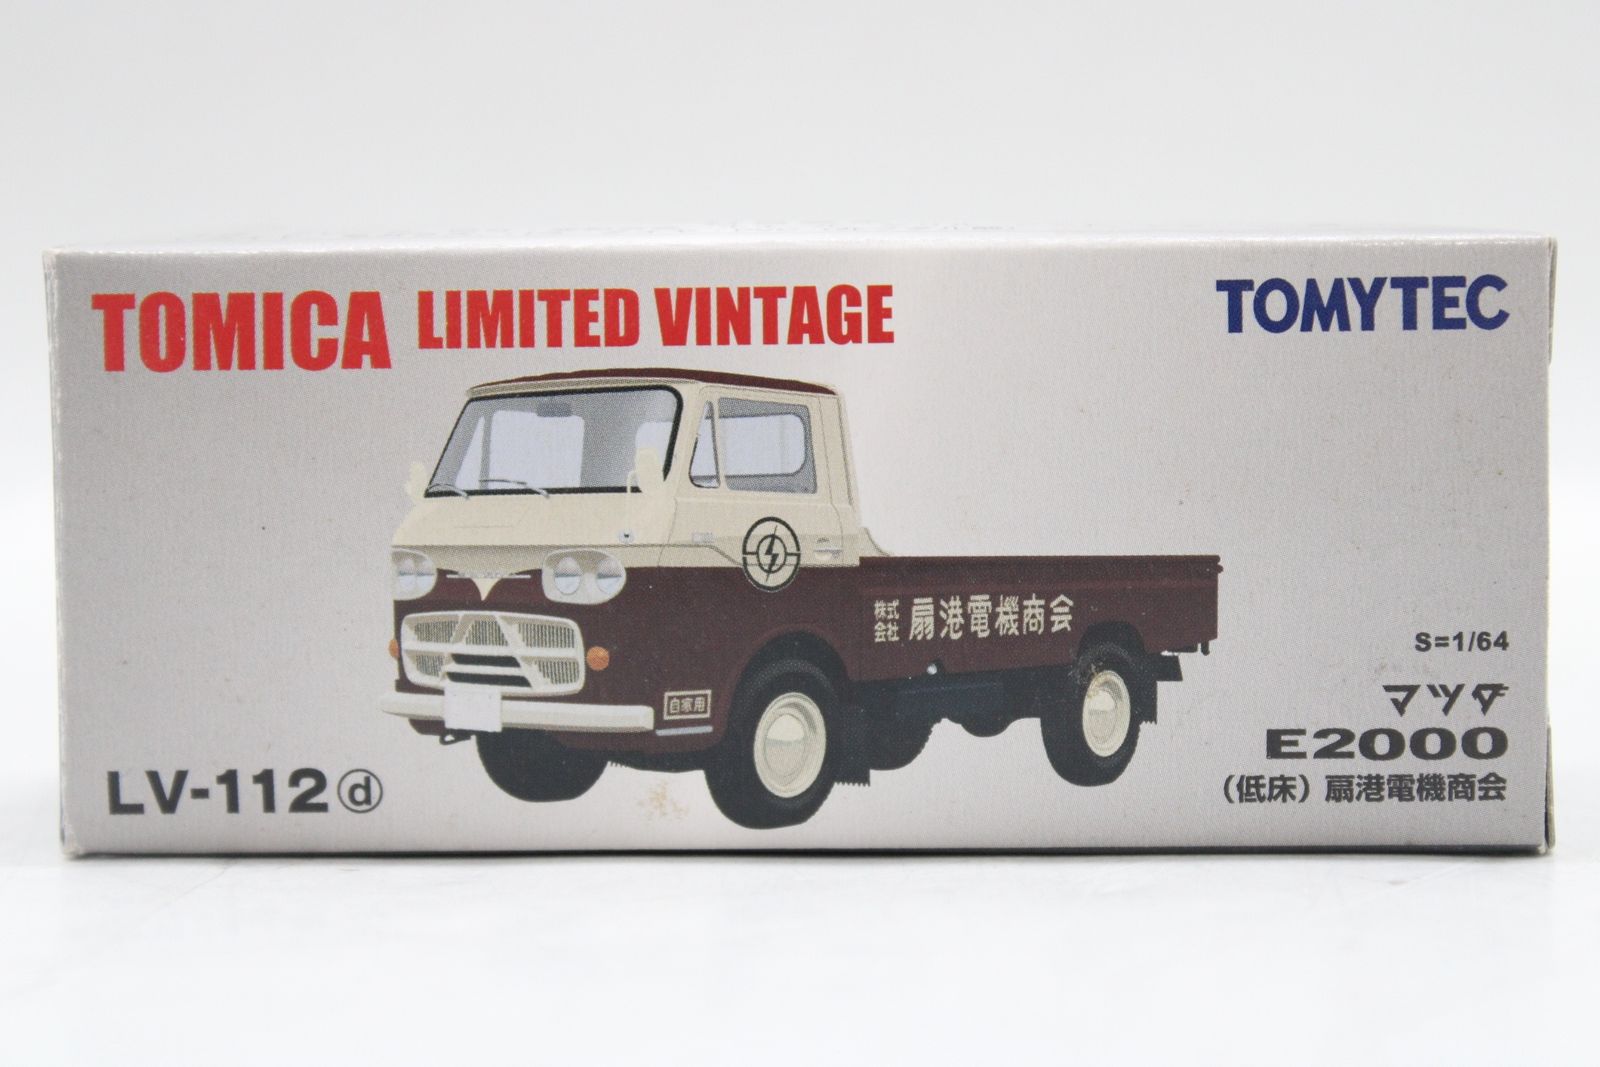 TOMICA LIMITED VINTAGE
TOMYTEC
株式
会社
扇港電機商会
自家用
S=1/64
マツダ
E2000
(低床) 扇港電機商会
LV-112 ⓓ